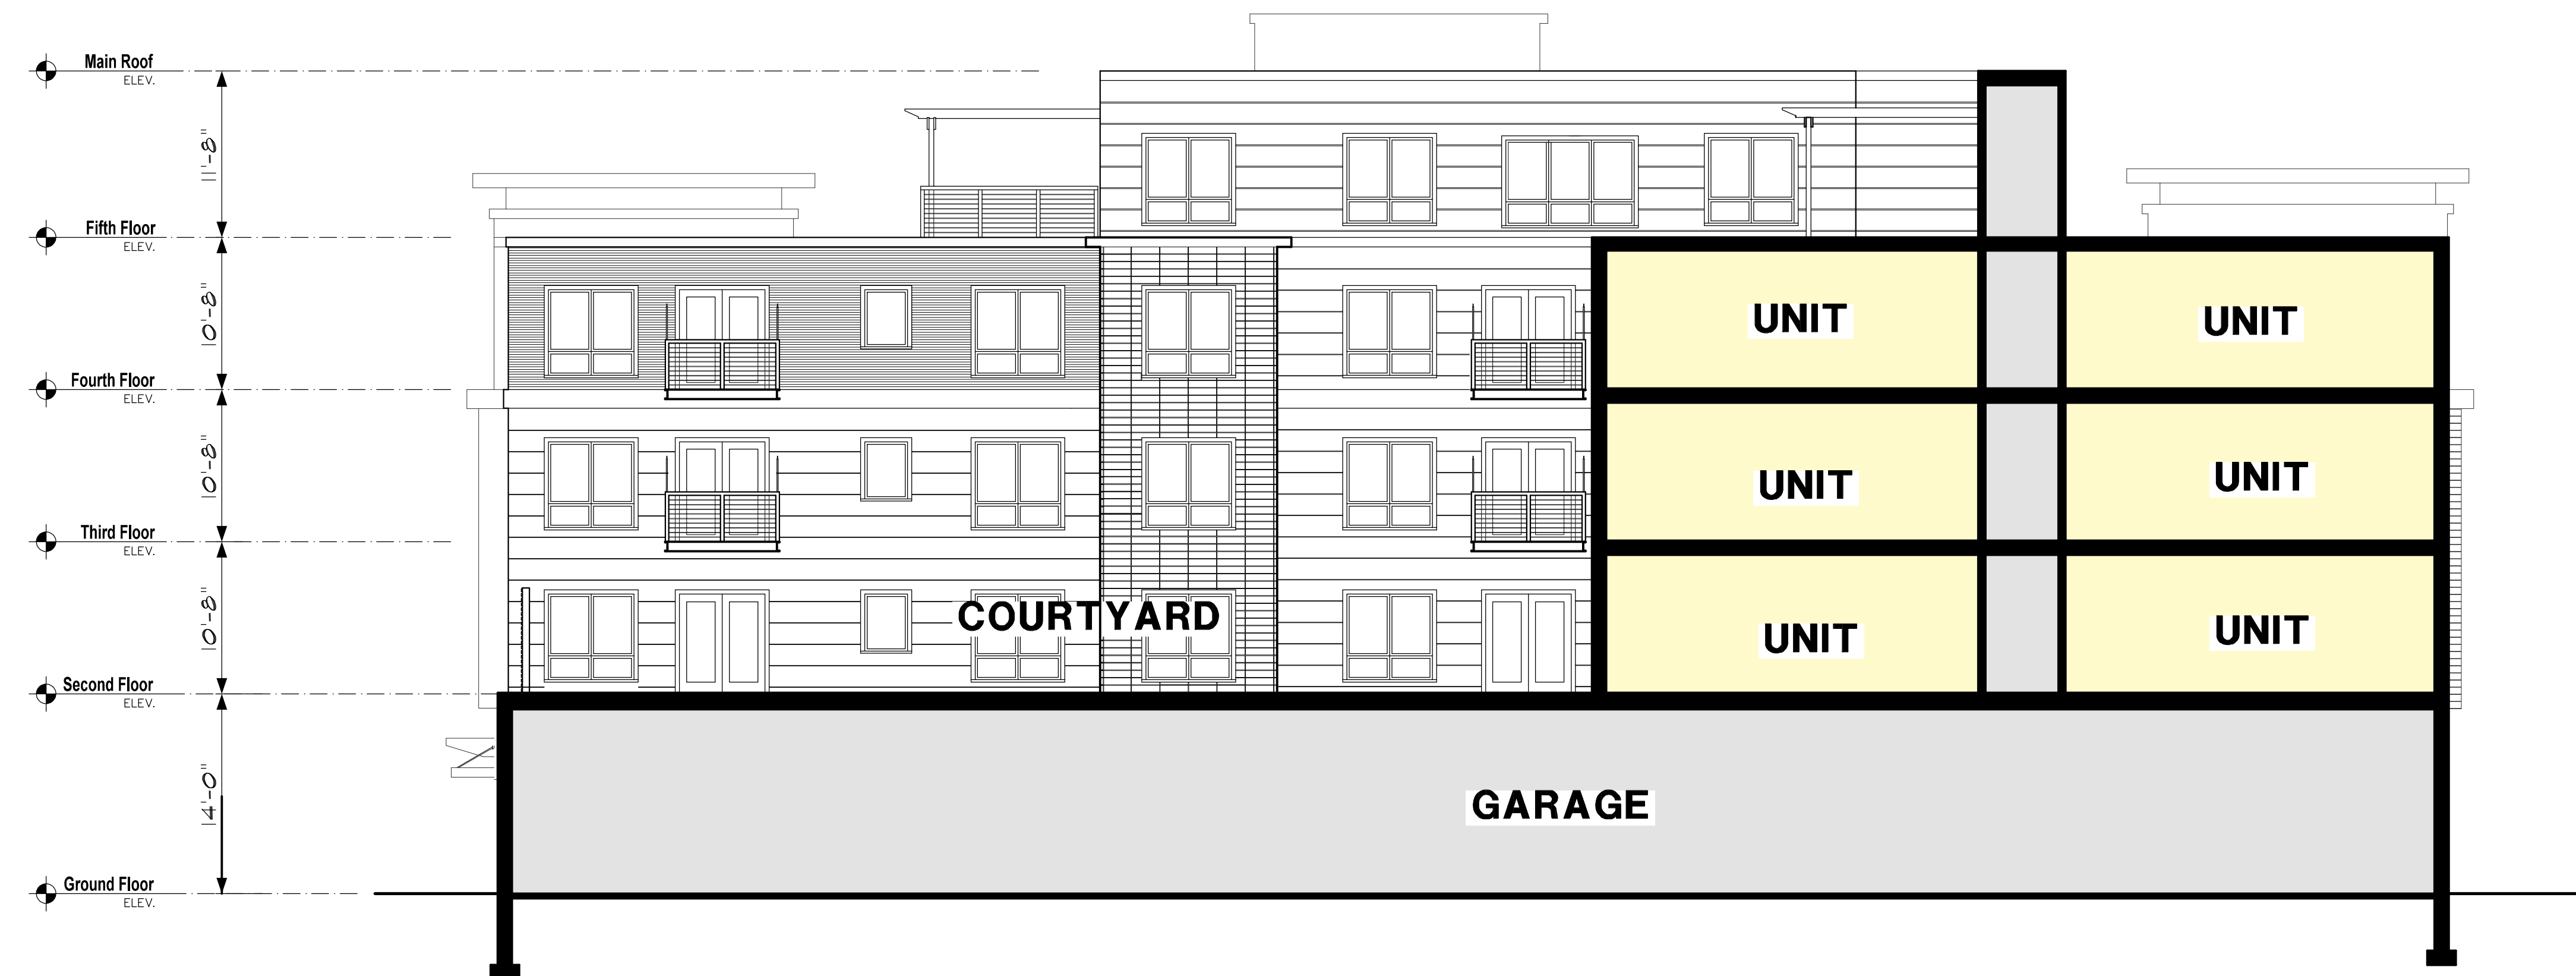 Main Roof
ELEV.
11'-8"
Fifth Floor
ELEV.
10'-8"
UNIT
UNIT
Fourth Floor
ELEV.
10'-8"
UNIT
UNIT
Third Floor
ELEV.
10'-8"
COURTYARD
UNIT
UNIT
Second Floor
ELEV.
14'-0"
GARAGE
Ground Floor
ELEV.